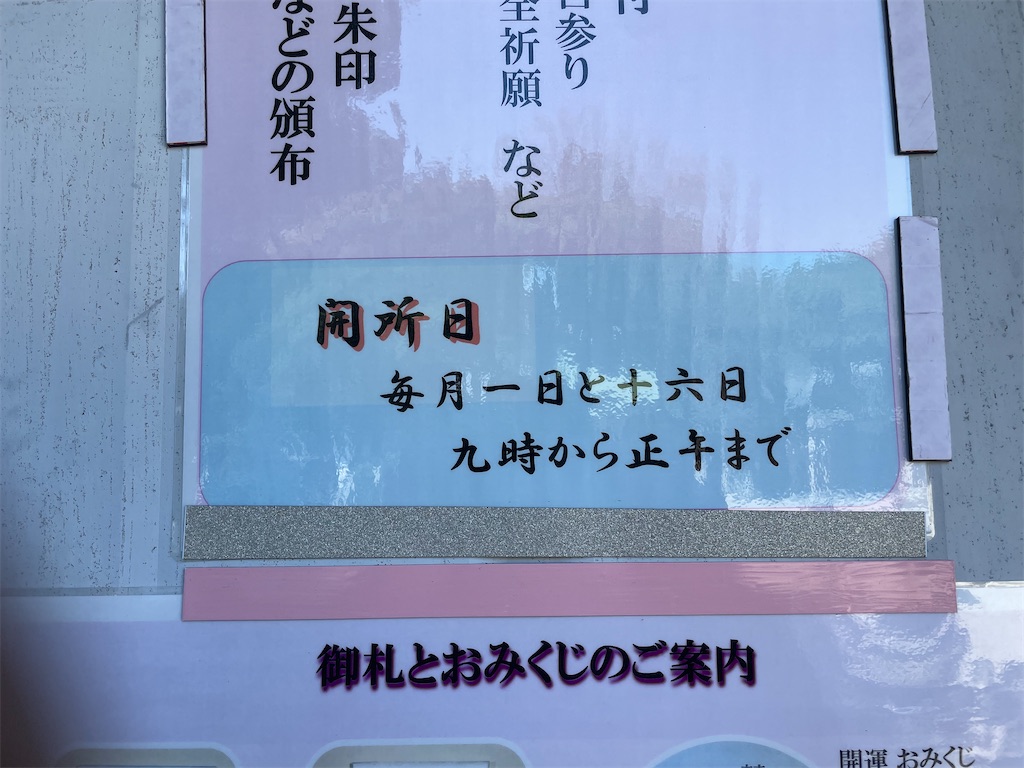 参り
全祈願 など
朱印
などの頒布
開所日
毎月一日と十六日
九時から正午まで
御札とおみくじのご案内
開運 おみくじ